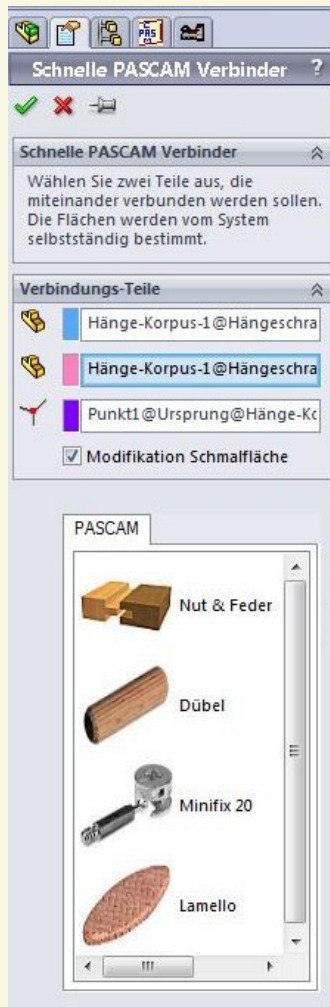 PAS
Schnelle PASCAM Verbinder ?
Schnelle PASCAM Verbinder
Wählen Sie zwei Teile aus, die
miteinander verbunden werden sollen.
Die Flächen werden vom System
selbstständig bestimmt.
Verbindungs-Teile
Hänge-Korpus-1@Hängeschra
Hänge-Korpus-1@Hängeschra
Punkt1@Ursprung@Hänge-Kc
Modifikation Schmalfläche
PASCAM
Nut & Feder
Dübel
Minifix 20
Lamello